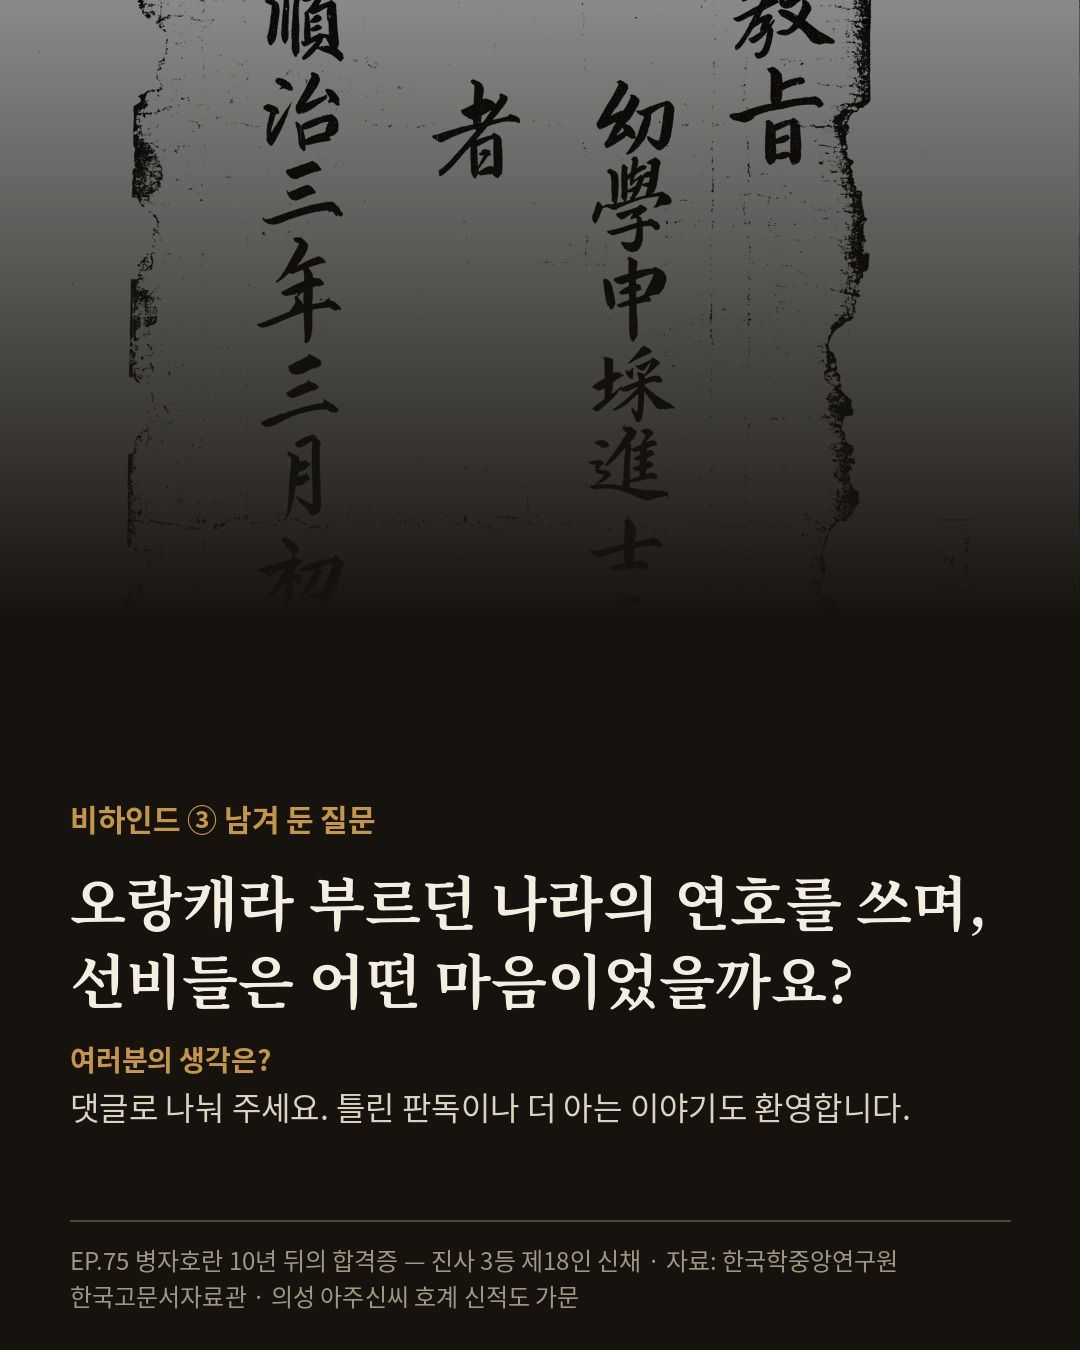 教旨
幼學申埰進士
者
順治三年三月初
비하인드 ③ 남겨 둔 질문
오랑캐라 부르던 나라의 연호를 쓰며,
선비들은 어떤 마음이었을까요?
여러분의 생각은?
댓글로 나눠 주세요. 틀린 판독이나 더 아는 이야기도 환영합니다.
EP.75 병자호란 10년 뒤의 합격증 — 진사 3등 제18인 신채 · 자료: 한국학중앙연구원
한국고문서자료관 · 의성 아주신씨 호계 신적도 가문